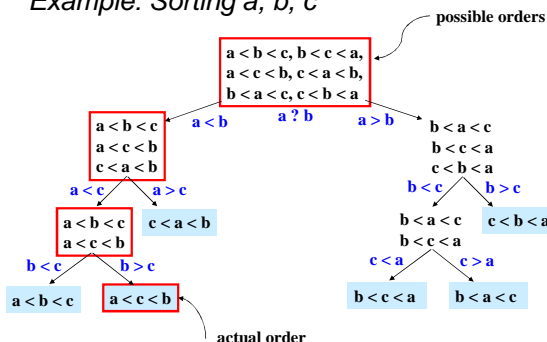 Example: Sorting a, b, c
possible orders
a < b < c, b < c < a,
a < c < b, c < a < b,
b < a < c, c < b < a
a < b
a ? b
a > b
a < b < c
a < c < b
c < a < b
b < a < c
b < c < a
c < b < a
a < c
a > c
b < c
b > c
a < b < c
a < c < b
c < a < b
b < a < c
b < c < a
c < b < a
b < c
b > c
c < a
c > a
a < b < c
a < c < b
b < c < a
b < a < c
actual order